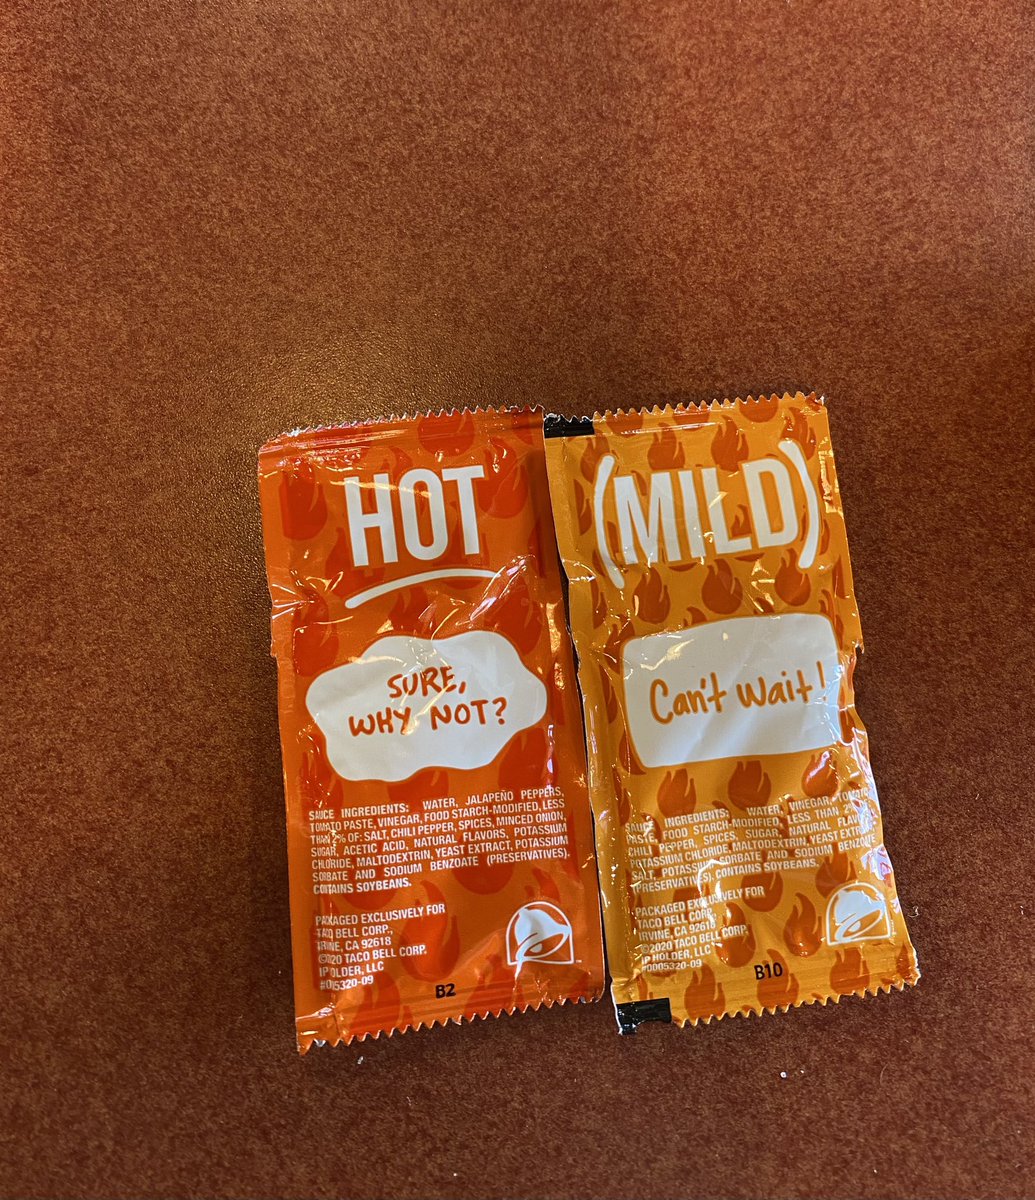 HOT
SURE,
WHY NOT?
SAUCE INGREDIENTS: WATER, JALAPEÑO PEPPERS,
TOMATO PASTE, VINEGAR, FOOD STARCH-MODIFIED, LESS
THAN 2% OF: SALT, CHILI PEPPER, SPICES, MINCED ONION,
SUGAR, ACETIC ACID, NATURAL FLAVORS, POTASSIUM
CHLORIDE, MALTODEXTRIN, YEAST EXTRACT, POTASSIUM
SORBATE AND SODIUM BENZOATE (PRESERVATIVES).
CONTAINS SOYBEANS.
PACKAGED EXCLUSIVELY FOR
TACO BELL CORP.
IRVINE, CA 92618
©2020 TACO BELL CORP.
IP HOLDER, LLC
#005320-09
B2
(MILD)
Can't wait!
SAUCE INGREDIENTS: WATER, VINEGAR, TOMATO
PASTE, FOOD STARCH-MODIFIED, LESS THAN 2% OF:
CHILI PEPPER, SPICES, SUGAR, NATURAL FLAVORS,
POTASSIUM CHLORIDE, MALTODEXTRIN, YEAST EXTRACT,
SALT, POTASSIUM SORBATE AND SODIUM BENZOATE
(PRESERVATIVES). CONTAINS SOYBEANS.
PACKAGED EXCLUSIVELY FOR
TACO BELL CORP.
IRVINE, CA 92618
©2020 TACO BELL CORP.
IP HOLDER, LLC
#0005320-09
B10